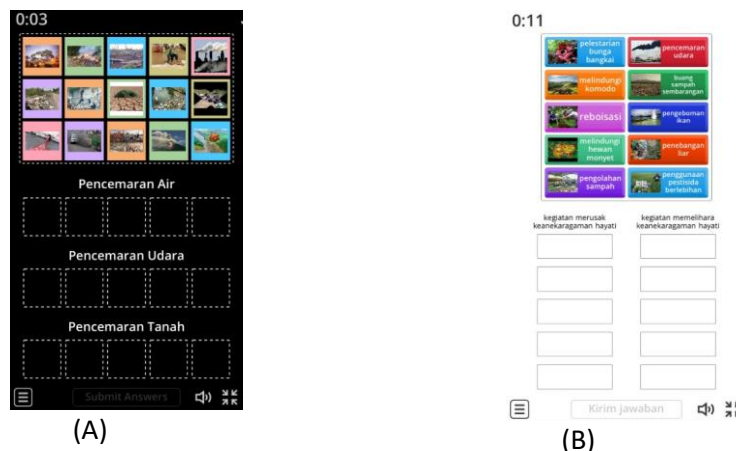 0:03
Pencemaran Air
Pencemaran Udara
Pencemaran Tanah
Submit Answers
(A)
0:11
pelestarian
bunga
bangkai
pencemaran
udara
melindungi
komodo
buang
sampah
sembarangan
reboisasi
pengeboman
ikan
melindungi
hewan
monyet
penebangan
liar
pengolahan
sampah
penggunaan
pestisida
berlebihan
kegiatan merusak
keanekaragaman hayati
kegiatan memelihara
keanekaragaman hayati
Kirim jawaban
(B)